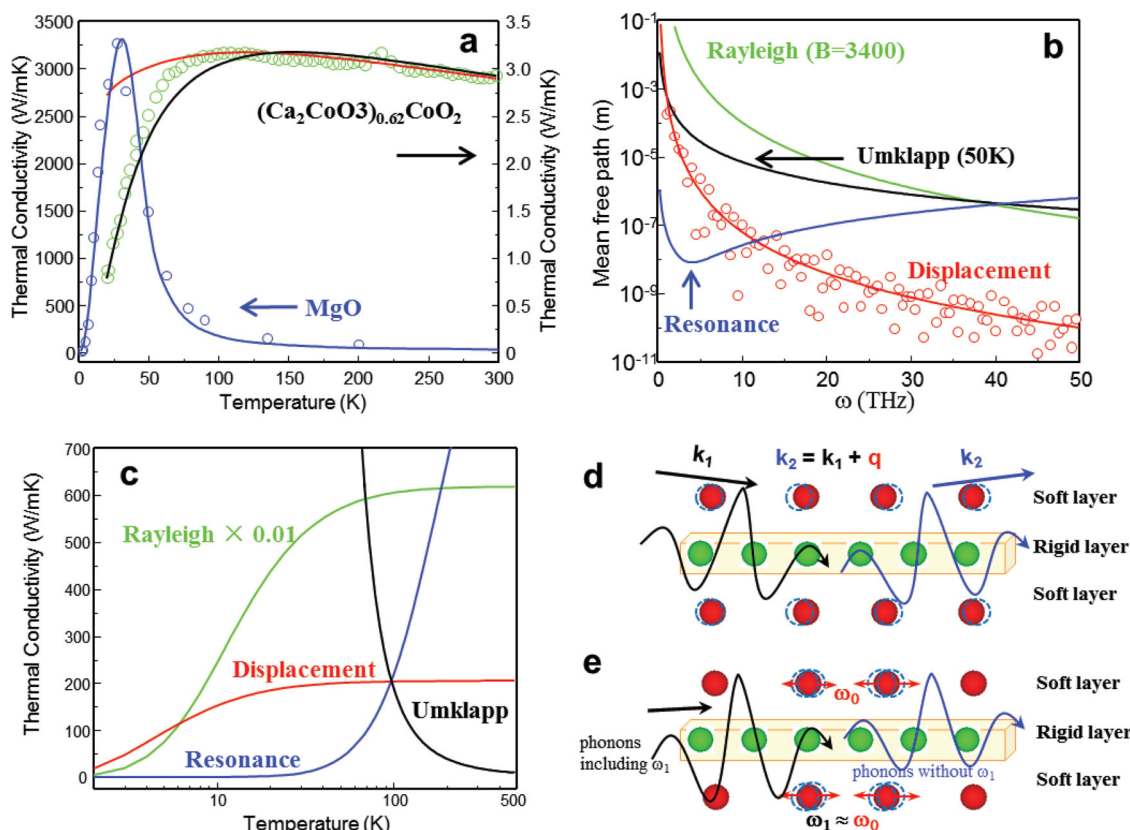 a
Thermal Conductivity (W/mK)
3500
3000
2500
2000
1500
1000
500
0
3.5
3.0
2.5
2.0
1.5
1.0
0.5
0.0
Thermal Conductivity (W/mK)
(Ca₂CoO3)₀.₆₂CoO₂
MgO
0 50 100 150 200 250 300
Temperature (K)
b
Mean free path (m)
10⁻¹
10⁻³
10⁻⁵
10⁻⁷
10⁻⁹
10⁻¹¹
Rayleigh (B=3400)
Umklapp (50K)
Displacement
Resonance
0 10 20 30 40 50
ω (THz)
c
Thermal Conductivity (W/mK)
700
600
500
400
300
200
100
0
Rayleigh × 0.01
Displacement
Umklapp
Resonance
10 100 500
Temperature (K)
d
k₁ k₂ = k₁ + q k₂
Soft layer
Rigid layer
Soft layer
e
ω₀
Soft layer
Rigid layer
Soft layer
phonons
including ω₁
phonons without ω₁
ω₁ ≈ ω₀